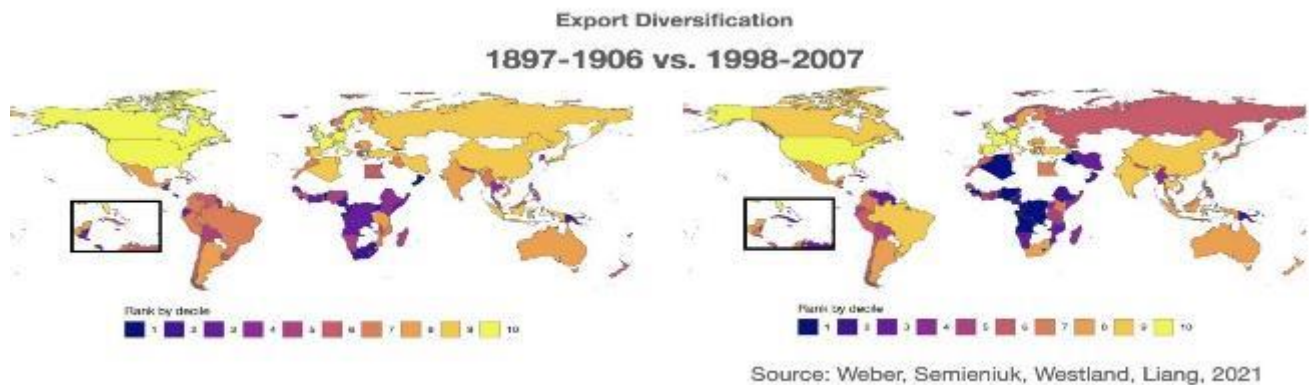 Export Diversification
1897-1906 vs. 1998-2007
Rank by decile
1 2 3 4 5 6 7 8 9 10
Rank by decile
1 2 3 4 5 6 7 8 9 10
Source: Weber, Semieniuk, Westland, Liang, 2021